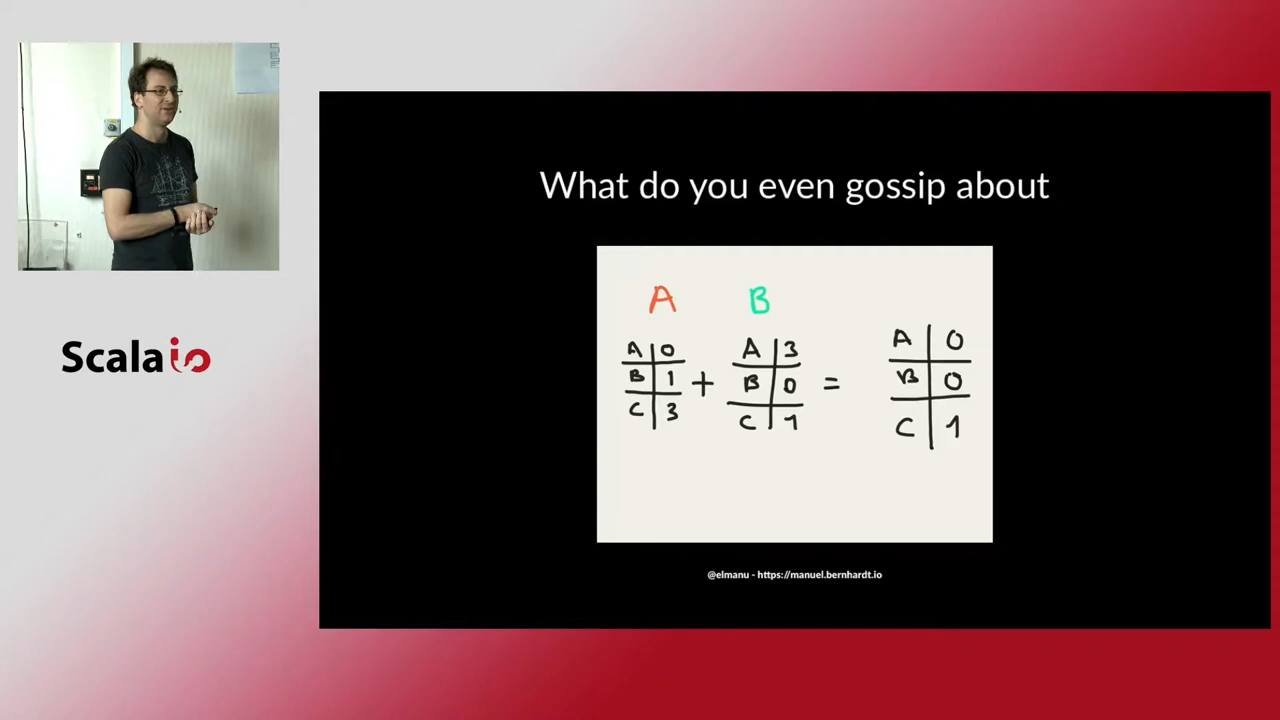 Scala io
What do you even gossip about
A B
A 0
B 1
C 3
+
A 3
B 0
C 1
=
A 0
B 0
C 1
@elmanu - https://manuel.bernhardt.io